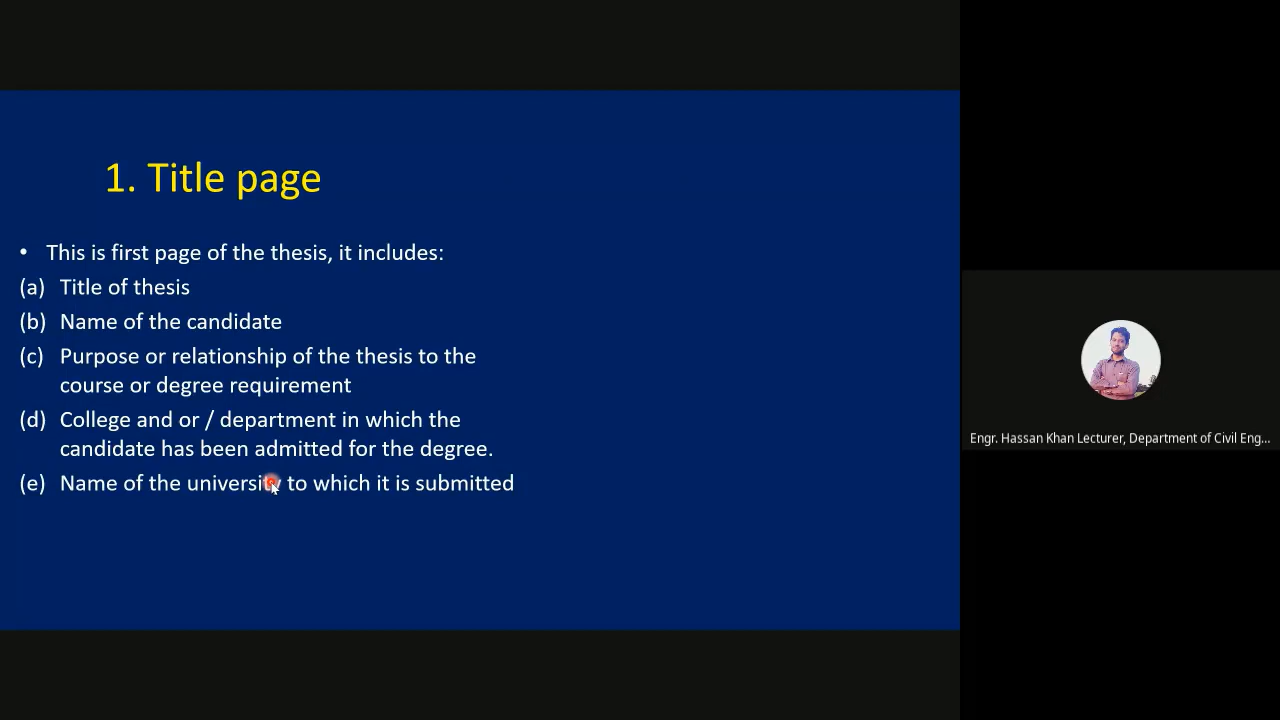 1. Title page
• This is first page of the thesis, it includes:
(a) Title of thesis
(b) Name of the candidate
(c) Purpose or relationship of the thesis to the
course or degree requirement
(d) College and or / department in which the
candidate has been admitted for the degree.
(e) Name of the university to which it is submitted
Engr. Hassan Khan Lecturer, Department of Civil Eng...